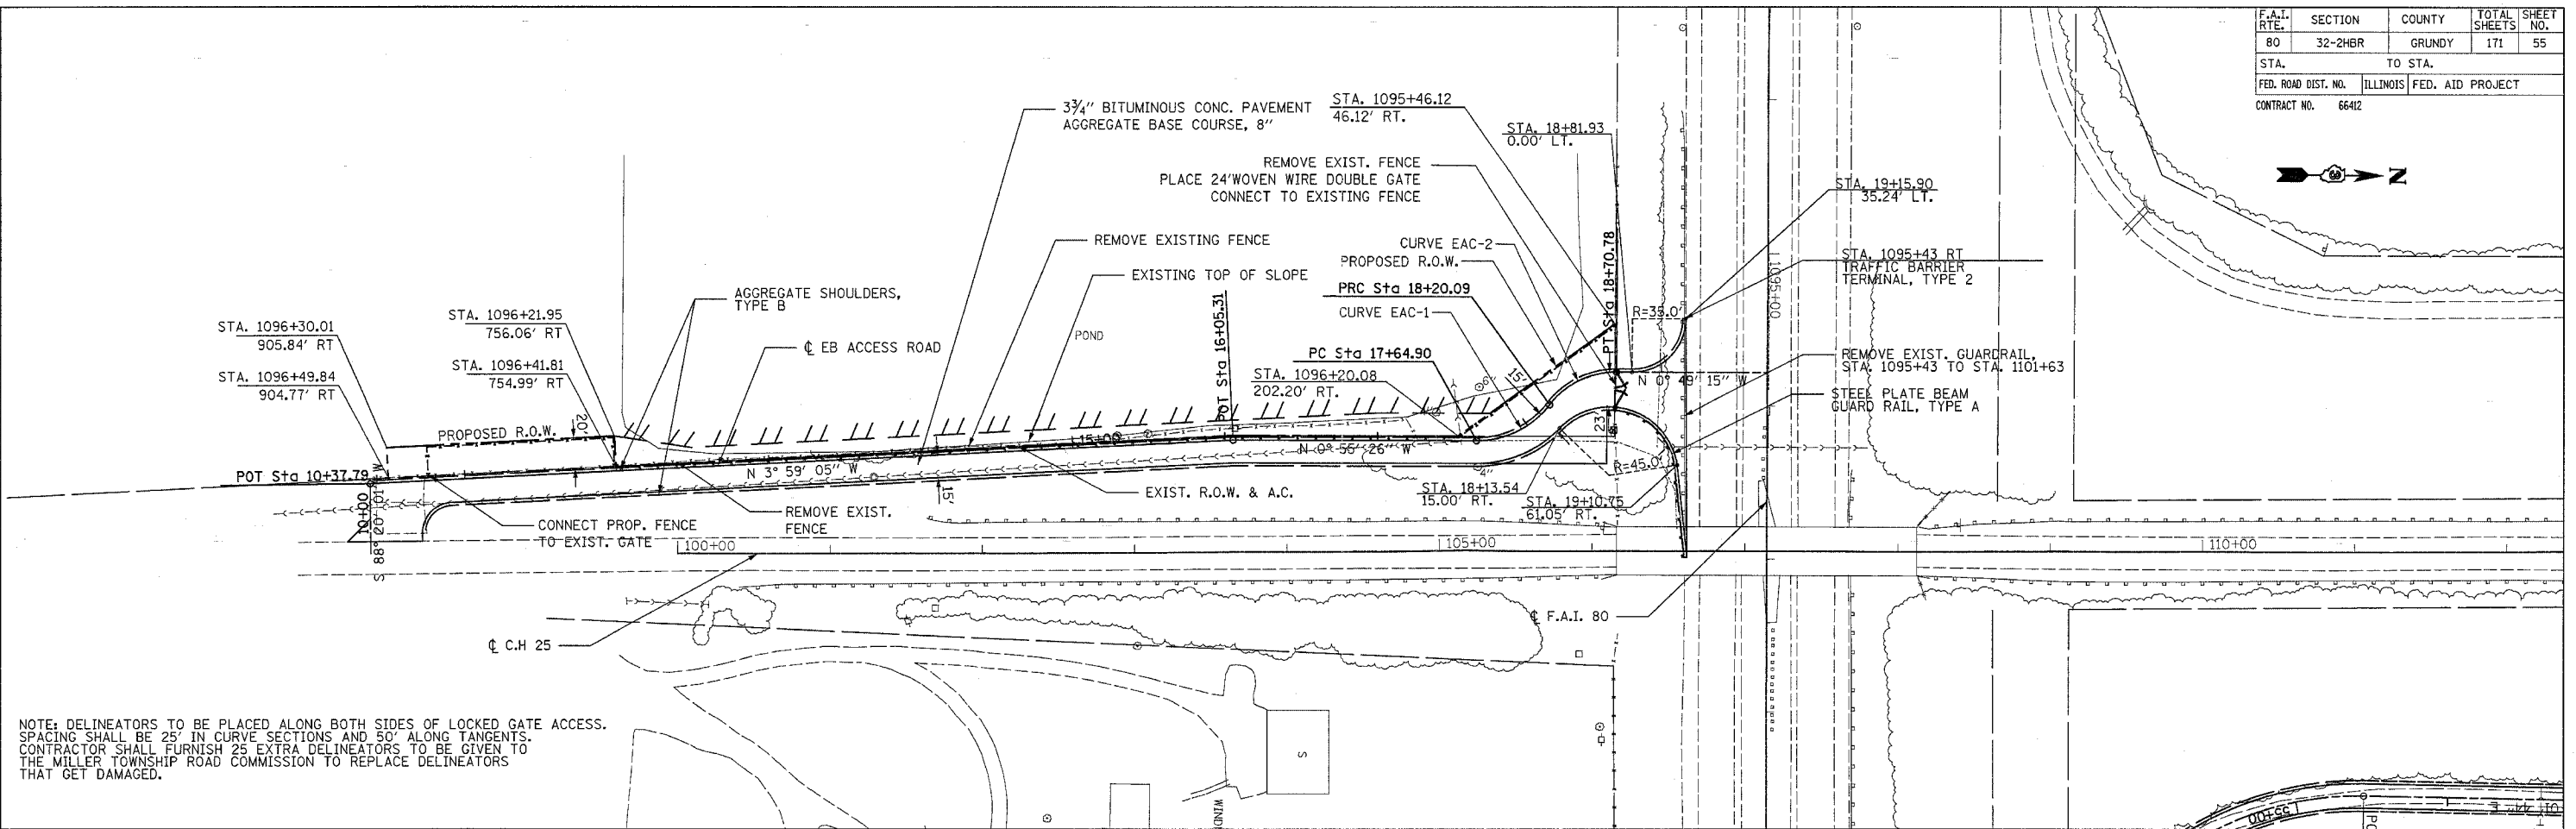 F.A.I. RTE. SECTION COUNTY TOTAL SHEETS SHEET NO.
80 32-2HBR GRUNDY 171 55
STA. TO STA.
FED. ROAD DIST. NO. ILLINOIS FED. AID PROJECT
CONTRACT NO. 66412
N
3¾" BITUMINOUS CONC. PAVEMENT
AGGREGATE BASE COURSE, 8"
STA. 1095+46.12
46.12' RT.
STA. 18+81.93
0.00' LT.
REMOVE EXIST. FENCE
PLACE 24'WOVEN WIRE DOUBLE GATE
CONNECT TO EXISTING FENCE
STA. 19+15.90
35.24' LT.
REMOVE EXISTING FENCE
CURVE EAC-2
PROPOSED R.O.W.
EXISTING TOP OF SLOPE
PRC Sta 18+20.09
CURVE EAC-1
PT Sta 18+70.78
STA. 1095+43 RT
TRAFFIC BARRIER
TERMINAL, TYPE 2
1095+00
AGGREGATE SHOULDERS,
TYPE B
STA. 1096+30.01
905.84' RT
STA. 1096+21.95
756.06' RT
POT Sta 16+05.31
R=35.0'
POND
℄ EB ACCESS ROAD
PC Sta 17+64.90
STA. 1096+20.08
202.20' RT.
15'
6"
N 0° 49' 15" W
REMOVE EXIST. GUARDRAIL,
STA. 1095+43 TO STA. 1101+63
STA. 1096+49.84
904.77' RT
STA. 1096+41.81
754.99' RT
STEEL PLATE BEAM
GUARD RAIL, TYPE A
PROPOSED R.O.W.
20'
15+00
23'
N 3° 59' 05" W
N 0° 55' 26" W
R=45.0'
4"
POT Sta 10+37.79
10+00
S 88° 20' 01" W
15'
EXIST. R.O.W. & A.C.
STA. 18+13.54
15.00' RT.
STA. 19+10.75
61.05' RT.
REMOVE EXIST.
FENCE
CONNECT PROP. FENCE
TO EXIST. GATE
100+00
105+00
110+00
℄ C.H 25
℄ F.A.I. 80
NOTE: DELINEATORS TO BE PLACED ALONG BOTH SIDES OF LOCKED GATE ACCESS.
SPACING SHALL BE 25' IN CURVE SECTIONS AND 50' ALONG TANGENTS.
CONTRACTOR SHALL FURNISH 25 EXTRA DELINEATORS TO BE GIVEN TO
THE MILLER TOWNSHIP ROAD COMMISSION TO REPLACE DELINEATORS
THAT GET DAMAGED.
S
155+00